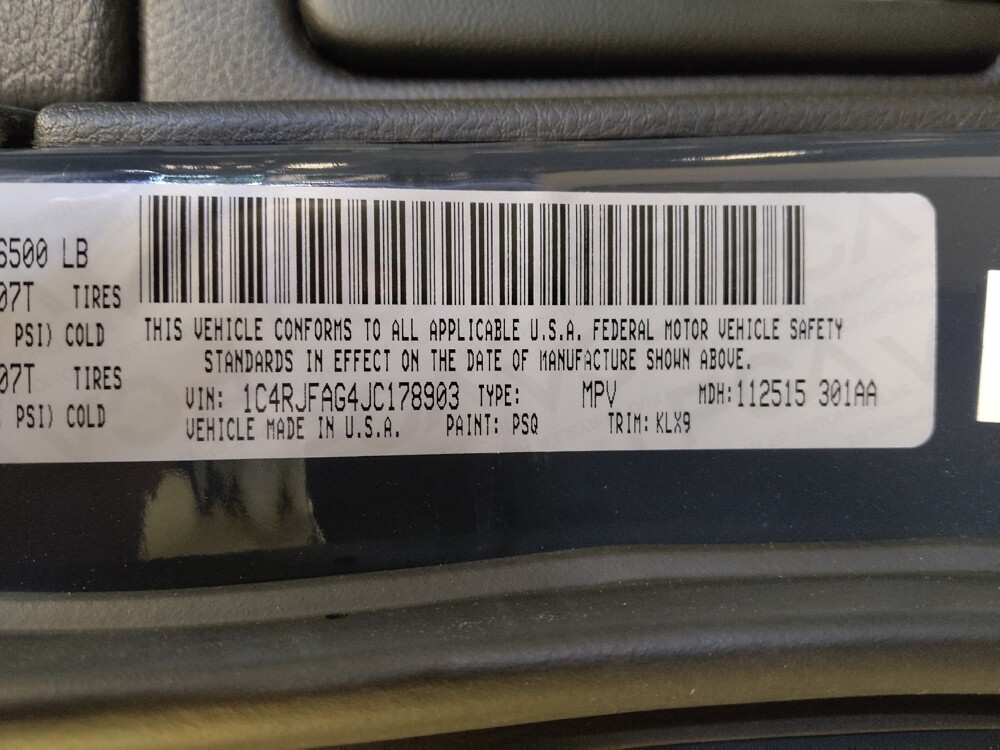 6500 LB
07T TIRES
PSI) COLD
07T TIRES
PSI) COLD
THIS VEHICLE CONFORMS TO ALL APPLICABLE U.S.A. FEDERAL MOTOR VEHICLE SAFETY
STANDARDS IN EFFECT ON THE DATE OF MANUFACTURE SHOWN ABOVE.
VIN: 1C4RJFAG4JC178903 TYPE: MPV MDH: 112515 301AA
VEHICLE MADE IN U.S.A. PAINT: PSQ TRIM: KLX9